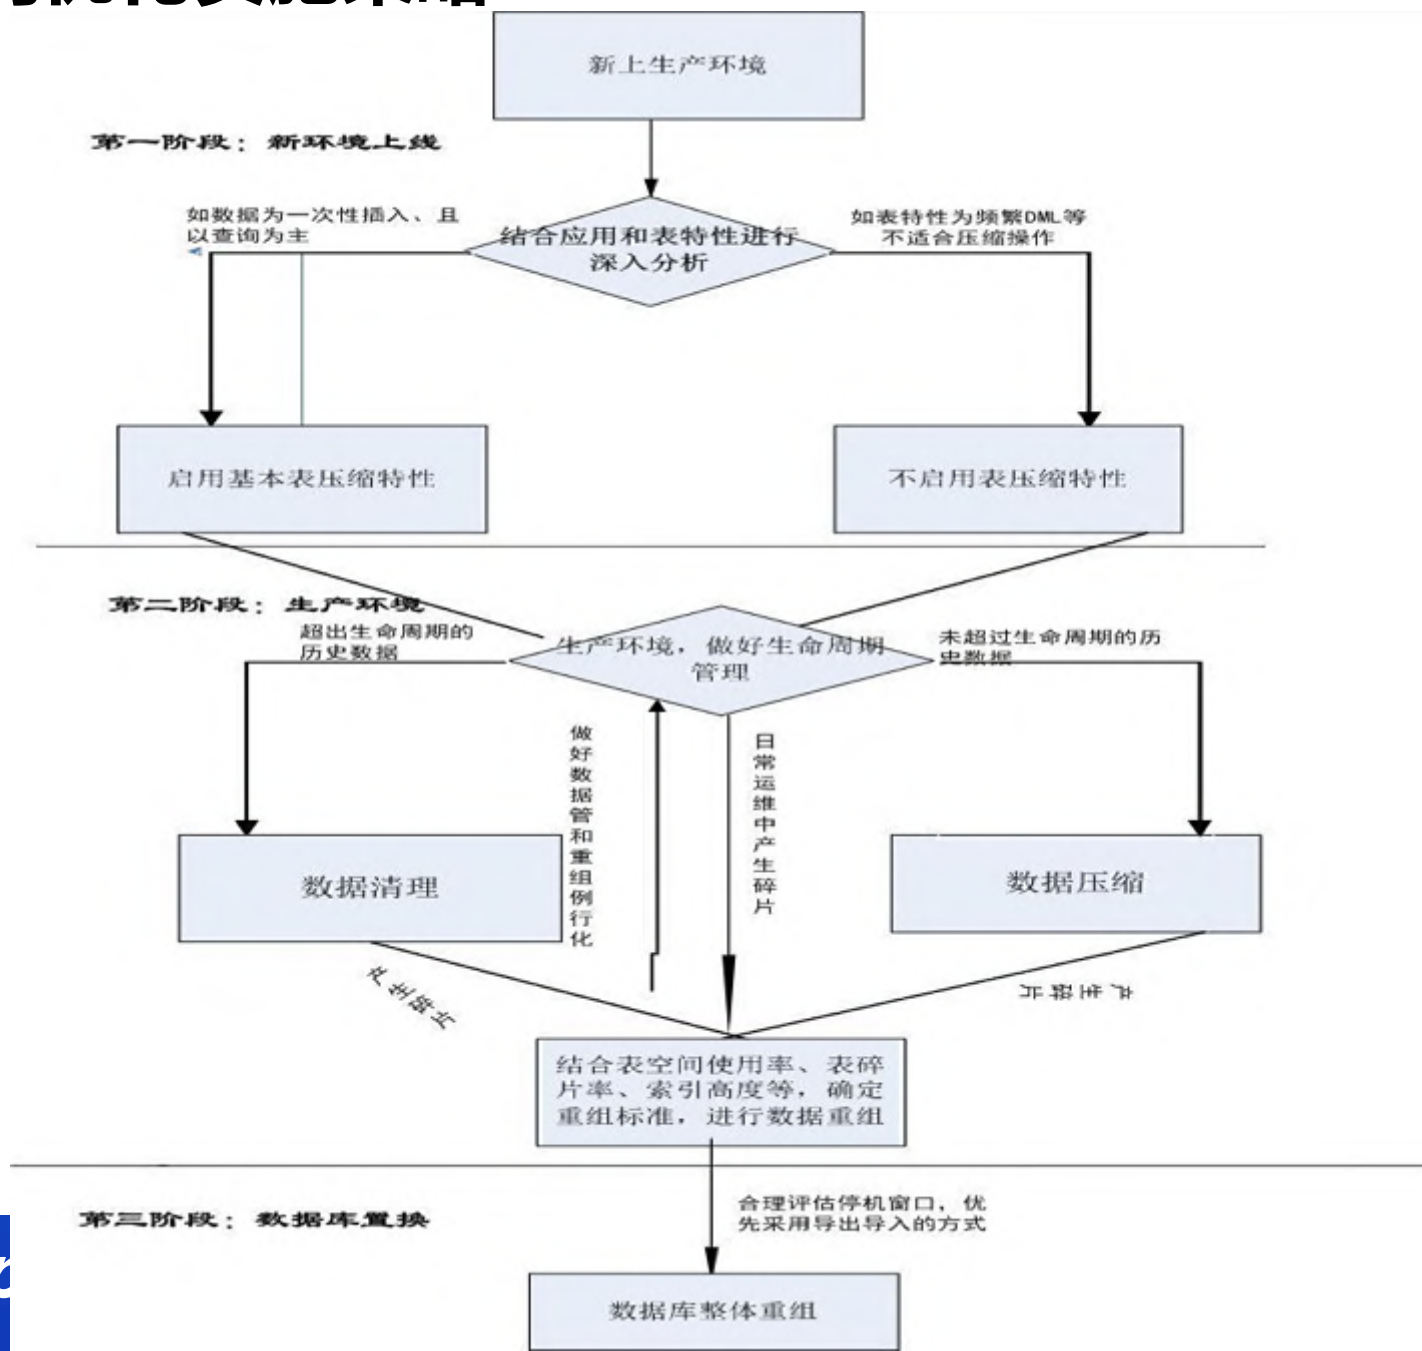 新上生产环境
第一阶段：新环境上线
如数据为一次性插入、且
以查询为主
结合应用和表特性进行
深入分析
如表特性为频繁DML等
不适合压缩操作
启用基本表压缩特性
不启用表压缩特性
第二阶段：生产环境
超出生命周期的
历史数据
生产环境，做好生命周期
管理
未超过生命周期的历
史数据
做好数据管和重组例行化
日常运维中产生碎片
数据清理
数据压缩
产生碎片
产生碎片
结合表空间使用率、表碎
片率、索引高度等，确定
重组标准，进行数据重组
第三阶段：数据库置换
合理评估停机窗口，优
先采用导出导入的方式
数据库整体重组